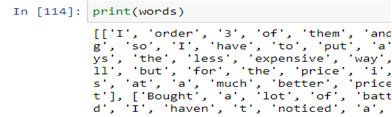 In [114]: print(words)
[['I', 'order', '3', 'of', 'them', 'and
g', 'so', 'I', 'have', 'to', 'put', 'a'
ys', 'the', 'less', 'expensive', 'way',
ll', 'but', 'for', 'the', 'price', 'i
s', 'at', 'a', 'much', 'better', 'price
t'], ['Bought', 'a', 'lot', 'of', 'batt
d', 'I', 'haven', 't', 'noticed', 'a',